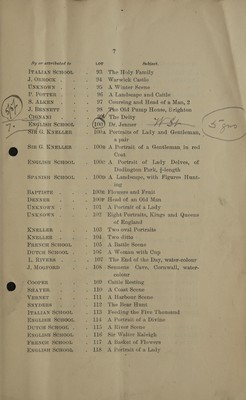 7
By or attributed to LOT Subject.
ITALIAN SCHOOL . 93 The Holy Family
J. ORROCK . . 94 Warwick Castle
UNKNOWN . . 95 A Winter Scene
P. POTTER . . 96 A Landscape and Cattle
S. ALKEN . . 97 Coursing and Head of a Man, 2
J. BENNETT . . 98 The Old Pump House, Brighton
CIPRIANI . . The Deity
ENGLISH SCHOOL . 100 Dr. Jenner
SIR G. KNELLER . 100A Portraits of Lady and Gentleman,
a pair
SIR G. KNELLER . 100B A Portrait of a Gentleman in red
Coat
ENGLISH SCHOOL . 100C A Portrait of Lady Delves, of
Dodington Park, ½-length
SPANISH SCHOOL . 100D A Landscape, with Figures Hunt-
ing
BAPTISTE . . 100E Flowers and Fruit
DENNER . . 100F Head of an Old Man
UNKNOWN . . 101 A Portrait of a Lady
UNKNOWN . . 102 Eight Portraits, Kings and Queens
of England
KNELLER . . 103 Two oval Portraits
KNELLER . . 104 Two ditto
FRENCH SCHOOL . 105 A Battle Scene
DUTCH SCHOOL . 106 A Woman with Cup
L. RIVERS . . 107 The End of the Day, water-colour
J. MOGFORD . . 108 Samsons Cave, Cornwall, water-
colour
COOPER . . 109 Cattle Resting
SHAYER . . 110 A Coast Scene
VERNET . . 111 A Harbour Scene
SNYDERS . . 112 The Bear Hunt
ITALIAN SCHOOL . 113 Feeding the Five Thousand
ENGLISH SCHOOL . 114 A Portrait of a Divine
DUTCH SCHOOL . 115 A River Scene
ENGLISH SCHOOL . 116 Sir Walter Raleigh
FRENCH SCHOOL . 117 A Basket of Flowers
ENGLISH SCHOOL . 118 A Portrait of a Lady